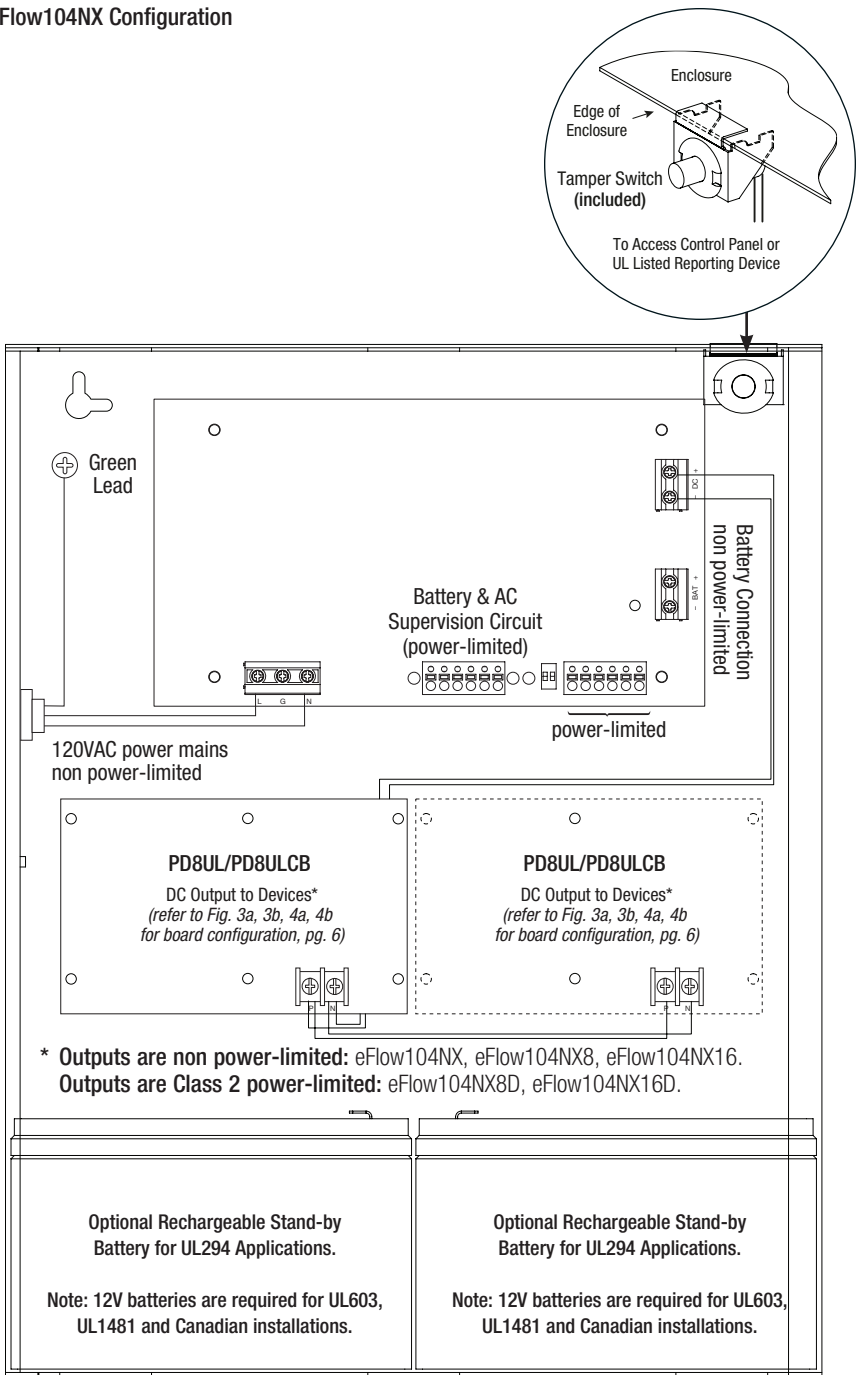 Flow104NX Configuration
Enclosure
Edge of
Enclosure
Tamper Switch
(included)
To Access Control Panel or
UL Listed Reporting Device
Green
Lead
- DC +
Battery Connection
non power-limited
- BAT +
Battery & AC
Supervision Circuit
(power-limited)
L G N
power-limited
120VAC power mains
non power-limited
PD8UL/PD8ULCB
DC Output to Devices*
(refer to Fig. 3a, 3b, 4a, 4b
for board configuration, pg. 6)
P N
PD8UL/PD8ULCB
DC Output to Devices*
(refer to Fig. 3a, 3b, 4a, 4b
for board configuration, pg. 6)
P N
* Outputs are non power-limited: eFlow104NX, eFlow104NX8, eFlow104NX16.
Outputs are Class 2 power-limited: eFlow104NX8D, eFlow104NX16D.
Optional Rechargeable Stand-by
Battery for UL294 Applications.
Note: 12V batteries are required for UL603,
UL1481 and Canadian installations.
Optional Rechargeable Stand-by
Battery for UL294 Applications.
Note: 12V batteries are required for UL603,
UL1481 and Canadian installations.